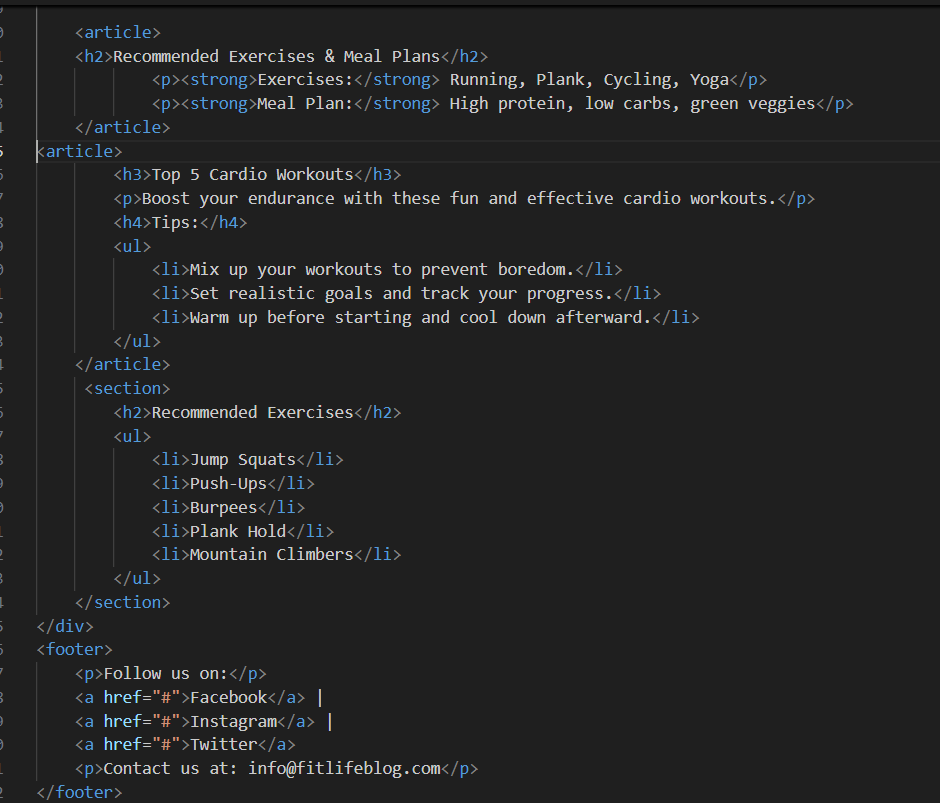 <article>
<h2>Recommended Exercises & Meal Plans</h2>
<p><strong>Exercises:</strong> Running, Plank, Cycling, Yoga</p>
<p><strong>Meal Plan:</strong> High protein, low carbs, green veggies</p>
</article>
<article>
<h3>Top 5 Cardio Workouts</h3>
<p>Boost your endurance with these fun and effective cardio workouts.</p>
<h4>Tips:</h4>
<ul>
<li>Mix up your workouts to prevent boredom.</li>
<li>Set realistic goals and track your progress.</li>
<li>Warm up before starting and cool down afterward.</li>
</ul>
</article>
<section>
<h2>Recommended Exercises</h2>
<ul>
<li>Jump Squats</li>
<li>Push-Ups</li>
<li>Burpees</li>
<li>Plank Hold</li>
<li>Mountain Climbers</li>
</ul>
</section>
</div>
<footer>
<p>Follow us on:</p>
<a href="#">Facebook</a> |
<a href="#">Instagram</a> |
<a href="#">Twitter</a>
<p>Contact us at: info@fitlifeblog.com</p>
</footer>